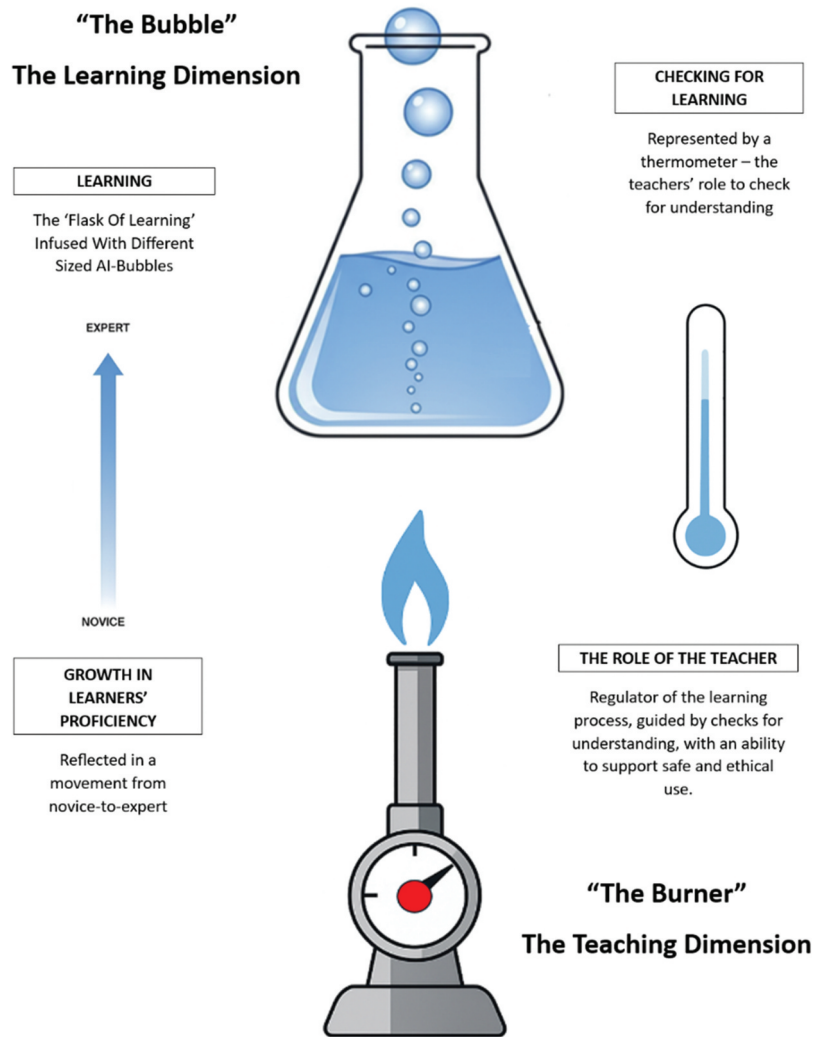 “The Bubble”
The Learning Dimension
CHECKING FOR
LEARNING
Represented by a
thermometer – the
teachers’ role to check
for understanding
LEARNING
The ‘Flask Of Learning’
Infused With Different
Sized AI-Bubbles
EXPERT
NOVICE
GROWTH IN
LEARNERS’
PROFICIENCY
Reflected in a
movement from
novice-to-expert
THE ROLE OF THE TEACHER
Regulator of the learning
process, guided by checks for
understanding, with an ability
to support safe and ethical
use.
“The Burner”
The Teaching Dimension